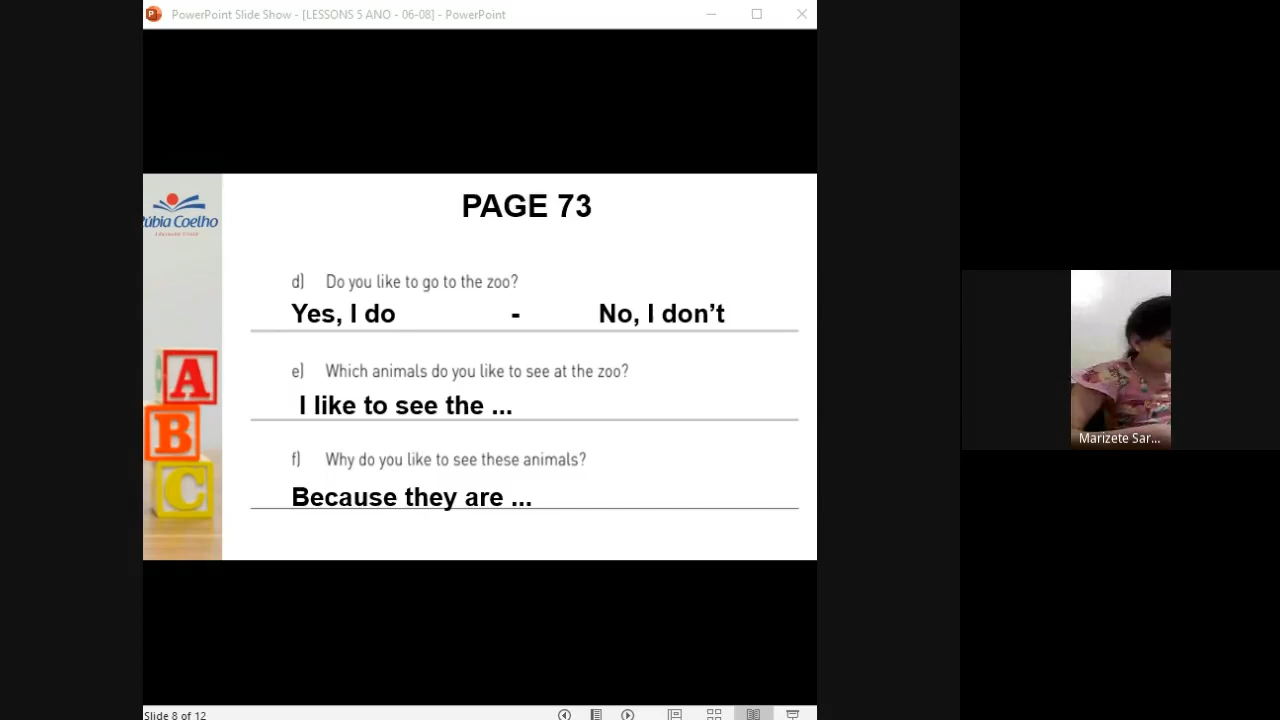 PowerPoint Slide Show - [LESSONS 5 ANO - 06-08] - PowerPoint
PAGE 73
d) Do you like to go to the zoo?
Yes, I do - No, I don't
e) Which animals do you like to see at the zoo?
I like to see the ...
f) Why do you like to see these animals?
Because they are ...
úbia Coelho
A
B
C
Marizete Sar...
Slide 8 of 12